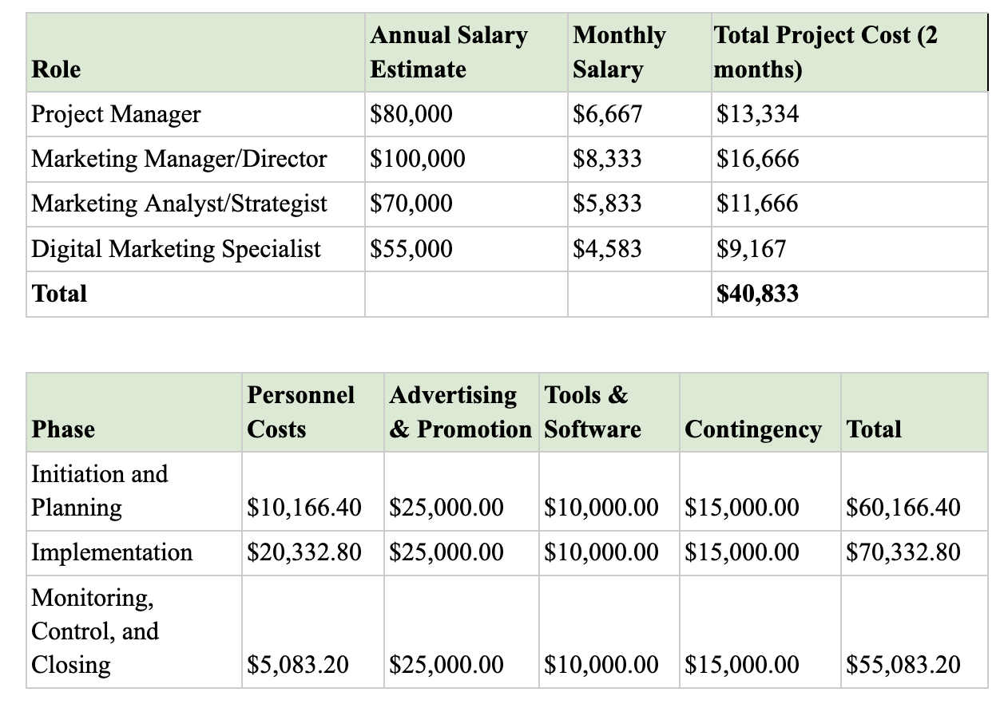 Role Annual Salary Estimate Monthly Salary Total Project Cost (2 months)
Project Manager $80,000 $6,667 $13,334
Marketing Manager/Director $100,000 $8,333 $16,666
Marketing Analyst/Strategist $70,000 $5,833 $11,666
Digital Marketing Specialist $55,000 $4,583 $9,167
Total $40,833
Phase Personnel Costs Advertising & Promotion Tools & Software Contingency Total
Initiation and Planning $10,166.40 $25,000.00 $10,000.00 $15,000.00 $60,166.40
Implementation $20,332.80 $25,000.00 $10,000.00 $15,000.00 $70,332.80
Monitoring, Control, and Closing $5,083.20 $25,000.00 $10,000.00 $15,000.00 $55,083.20